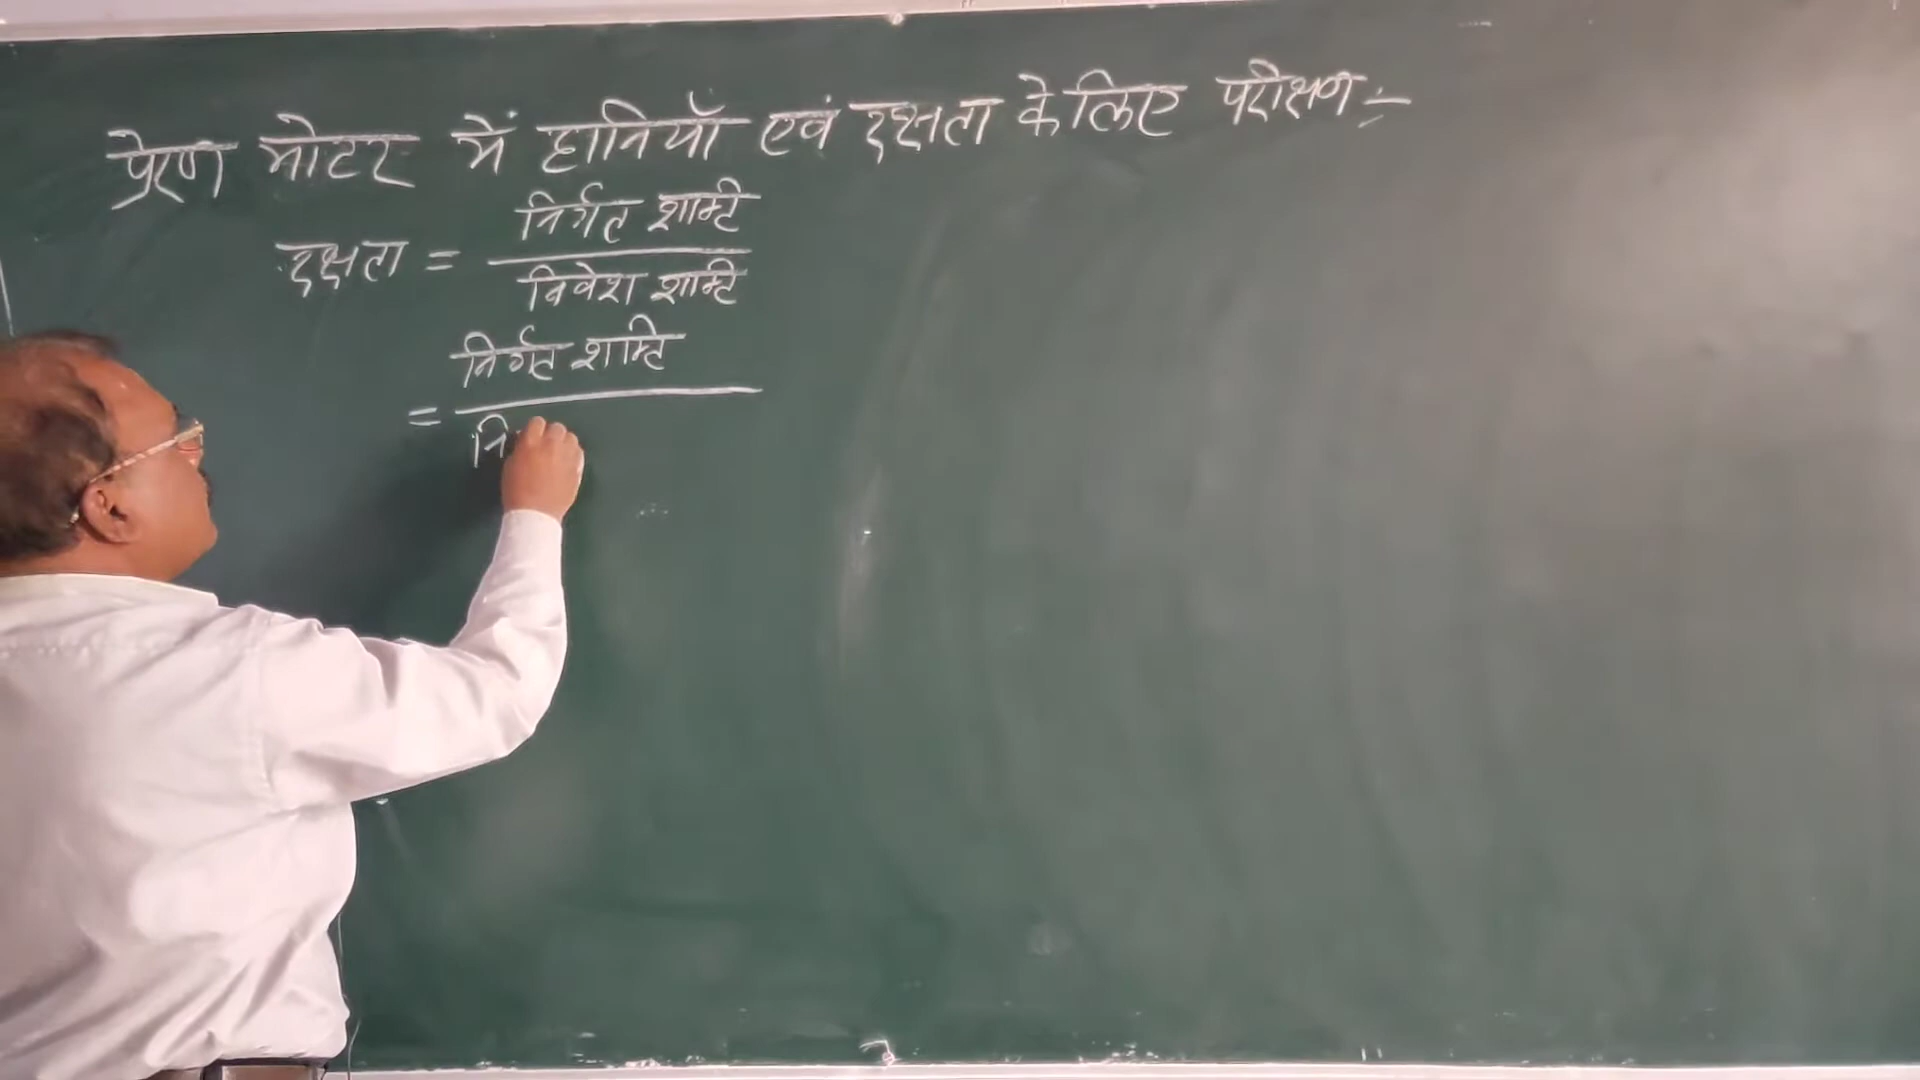 प्रेरण मोटर में हानियाँ एवं दक्षता के लिए परीक्षण :-
दक्षता = निर्गत शक्ति
निवेश शक्ति
निर्गत शक्ति
=
नि